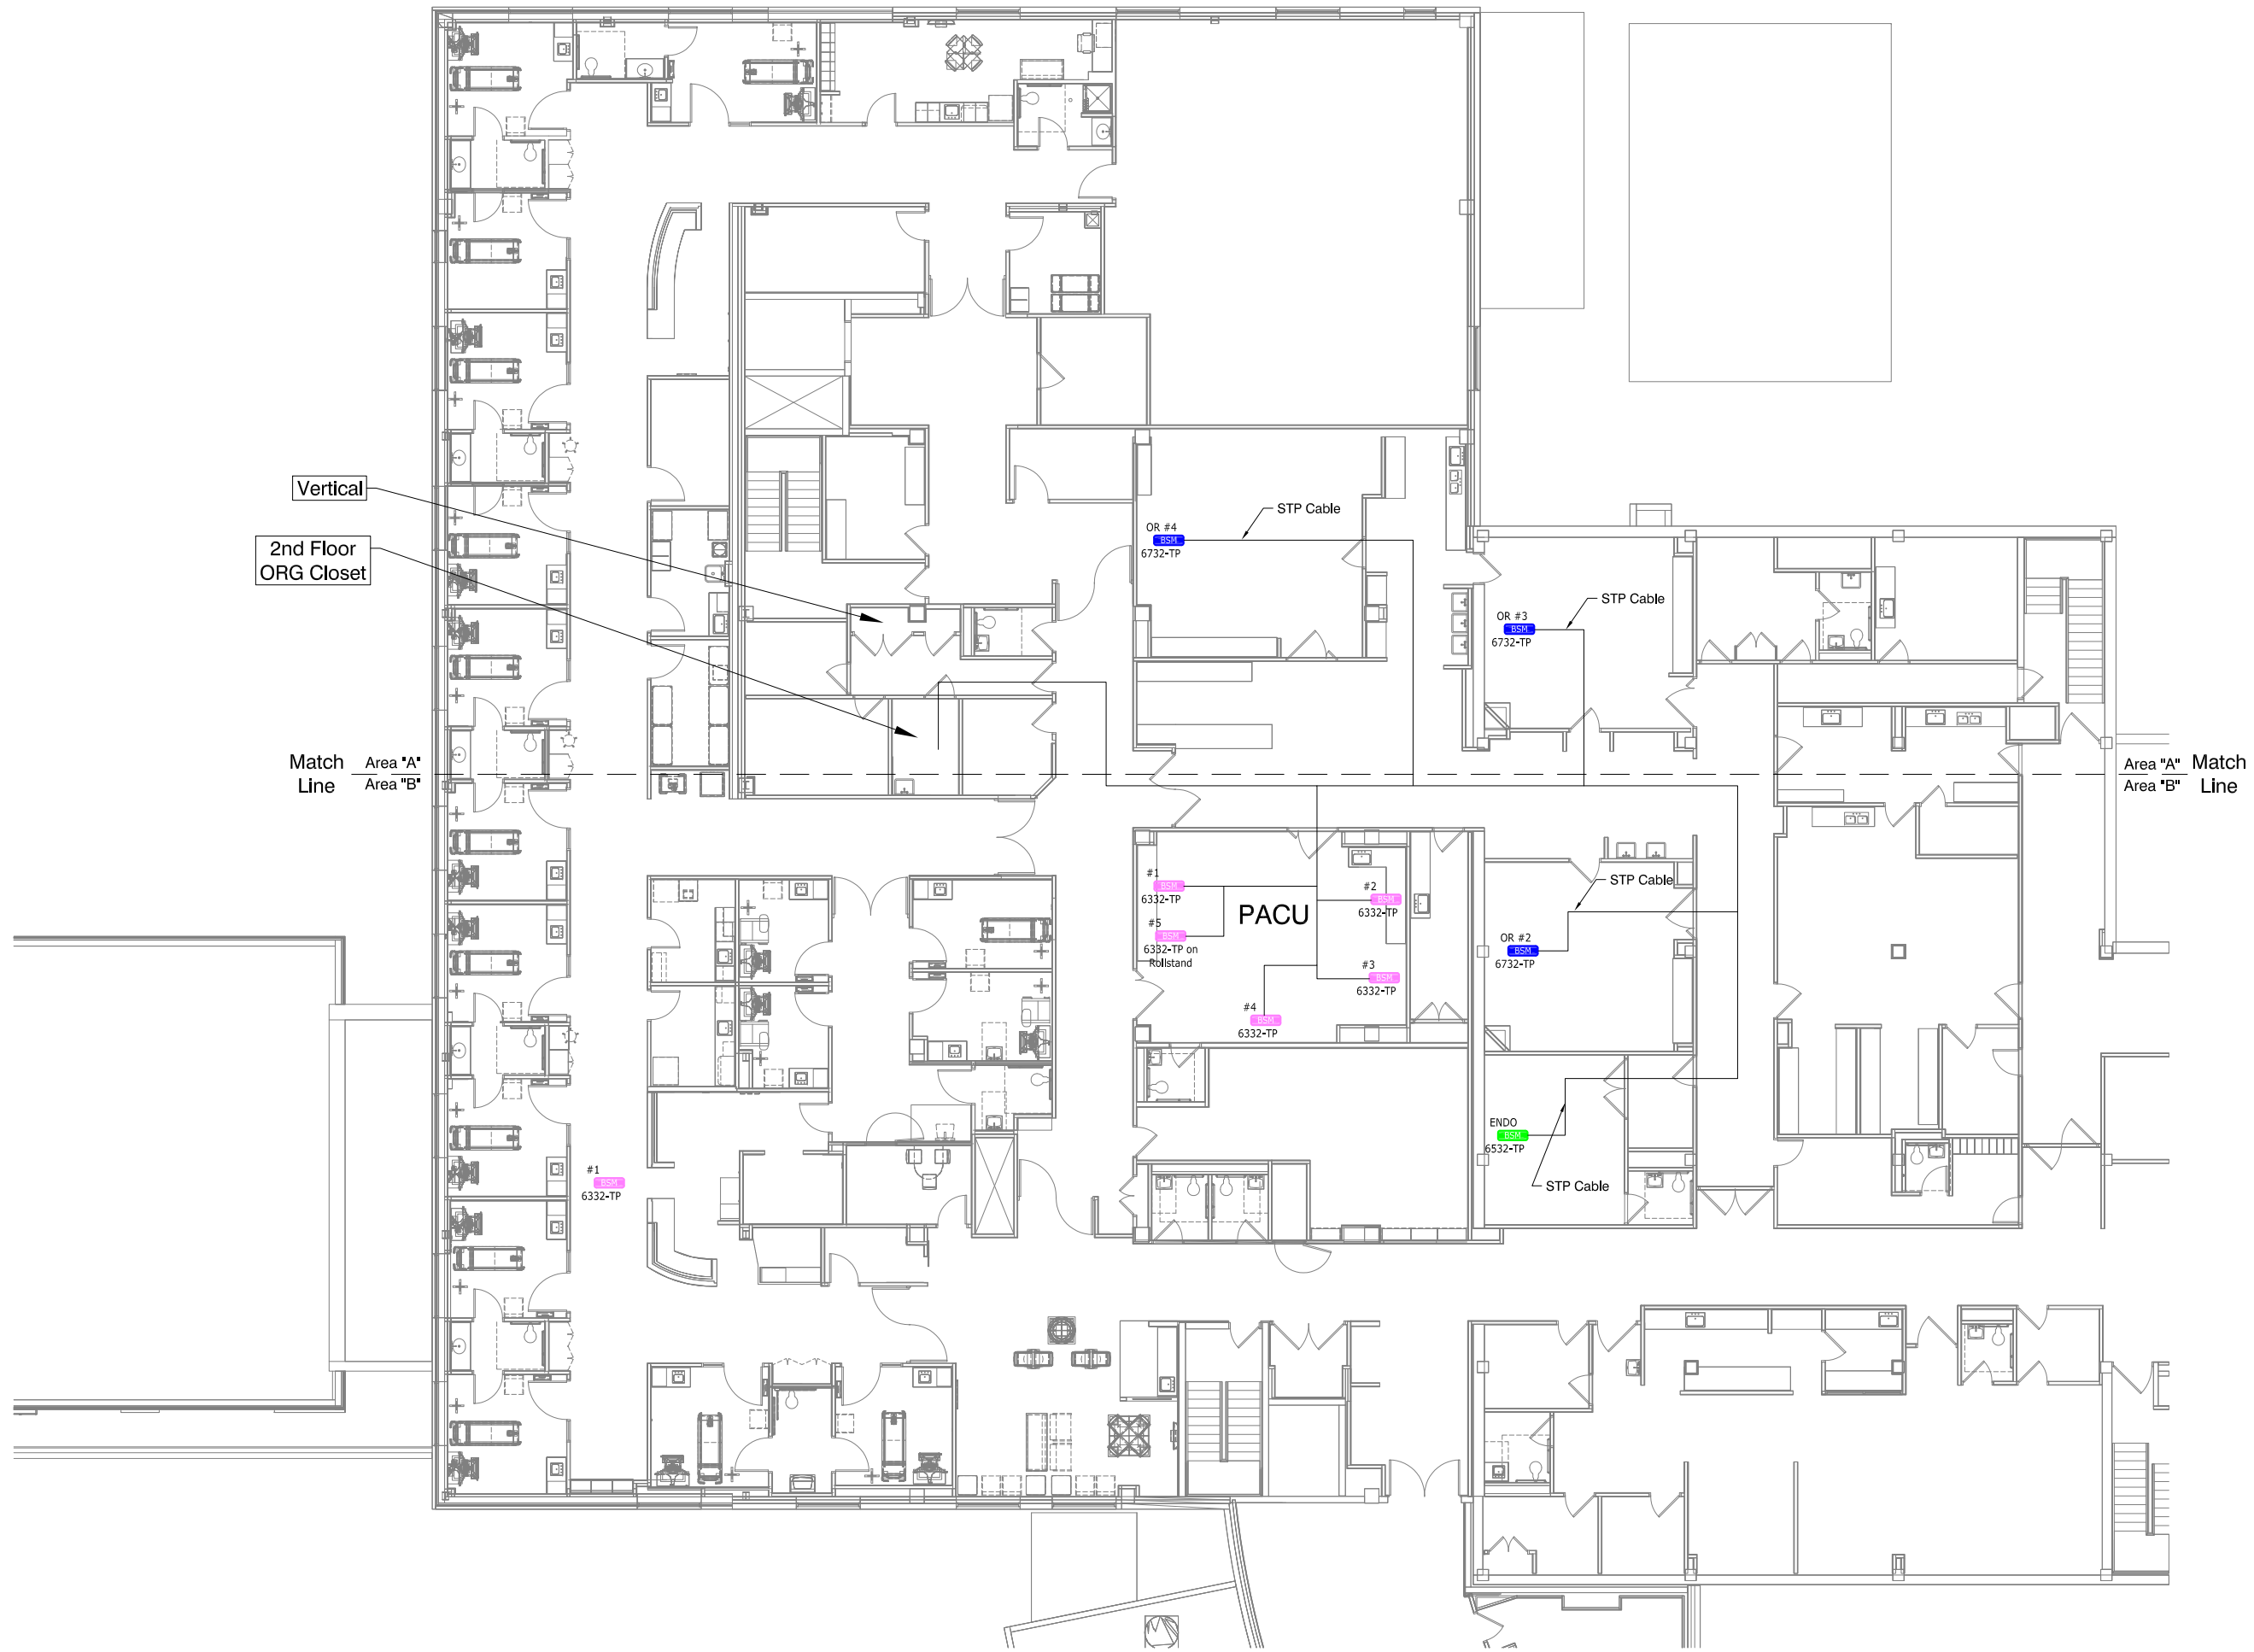 Vertical
2nd Floor
ORG Closet
STP Cable
OR #4
BSM
6732-TP
STP Cable
OR #3
BSM
6732-TP
Match
Line
Area "A"
Area "B"
Area "A"
Area "B"
Match
Line
#1
BSM
6332-TP
#2
BSM
6332-TP
PACU
#5
BSM
6332-TP on
Rollstand
#3
BSM
6332-TP
#4
BSM
6332-TP
STP Cable
OR #2
BSM
6732-TP
ENDO
BSM
6532-TP
STP Cable
#1
BSM
6332-TP